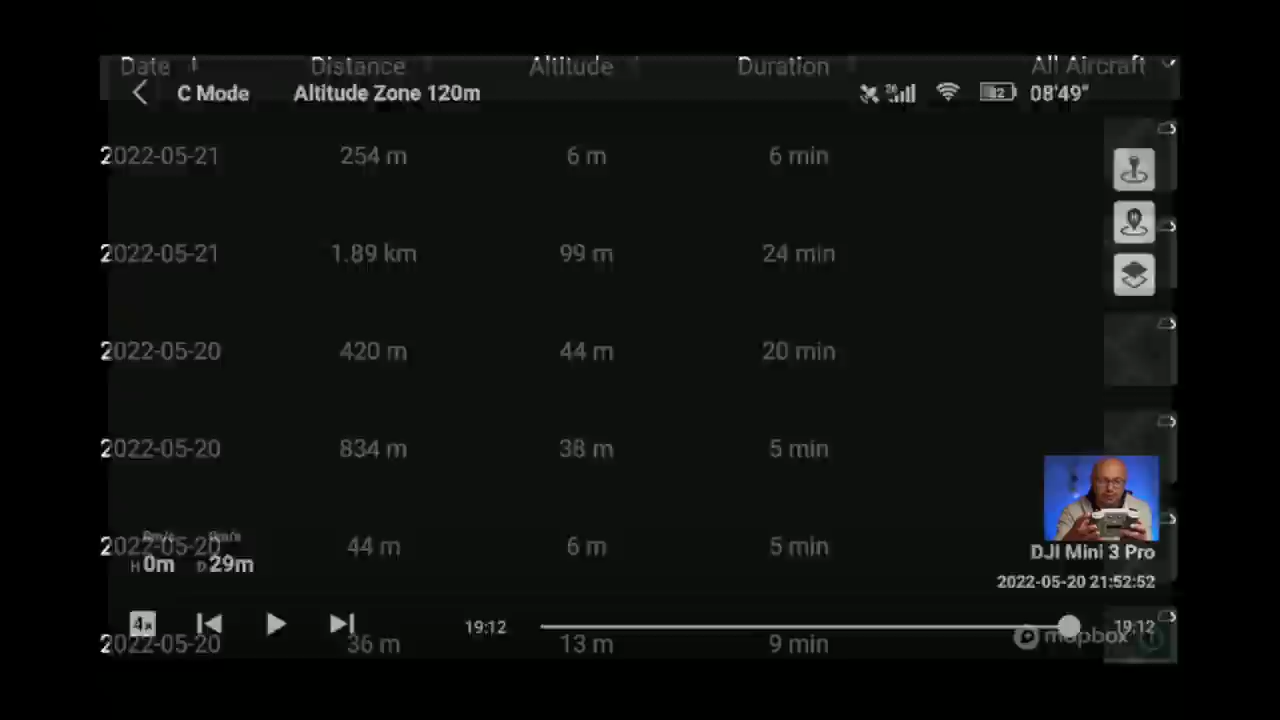 Date Distance Altitude Duration All Aircraft
C Mode Altitude Zone 120m 08'49"
2022-05-21 254 m 6 m 6 min
2022-05-21 1.89 km 99 m 24 min
2022-05-20 420 m 44 m 20 min
2022-05-20 834 m 38 m 5 min
2022-05-20 44 m 6 m 5 min
H 0m D 29m
DJI Mini 3 Pro
2022-05-20 21:52:52
4x 19:12 19:12
mapbox
2022-05-20 36 m 13 m 9 min